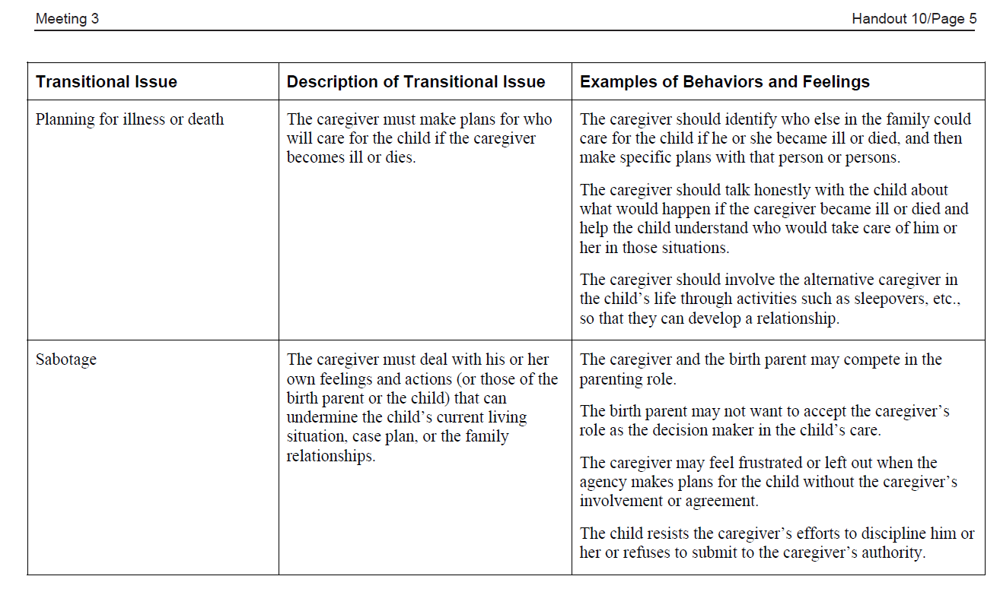 Meeting 3
Handout 10/Page 5
Transitional Issue
Description of Transitional Issue
Examples of Behaviors and Feelings
Planning for illness or death
The caregiver must make plans for who
will care for the child if the caregiver
becomes ill or dies.
The caregiver should identify who else in the family could
care for the child if he or she became ill or died, and then
make specific plans with that person or persons.
The caregiver should talk honestly with the child about
what would happen if the caregiver became ill or died and
help the child understand who would take care of him or
her in those situations.
The caregiver should involve the alternative caregiver in
the child’s life through activities such as sleepovers, etc.,
so that they can develop a relationship.
Sabotage
The caregiver must deal with his or her
own feelings and actions (or those of the
birth parent or the child) that can
undermine the child’s current living
situation, case plan, or the family
relationships.
The caregiver and the birth parent may compete in the
parenting role.
The birth parent may not want to accept the caregiver’s
role as the decision maker in the child’s care.
The caregiver may feel frustrated or left out when the
agency makes plans for the child without the caregiver’s
involvement or agreement.
The child resists the caregiver’s efforts to discipline him or
her or refuses to submit to the caregiver’s authority.